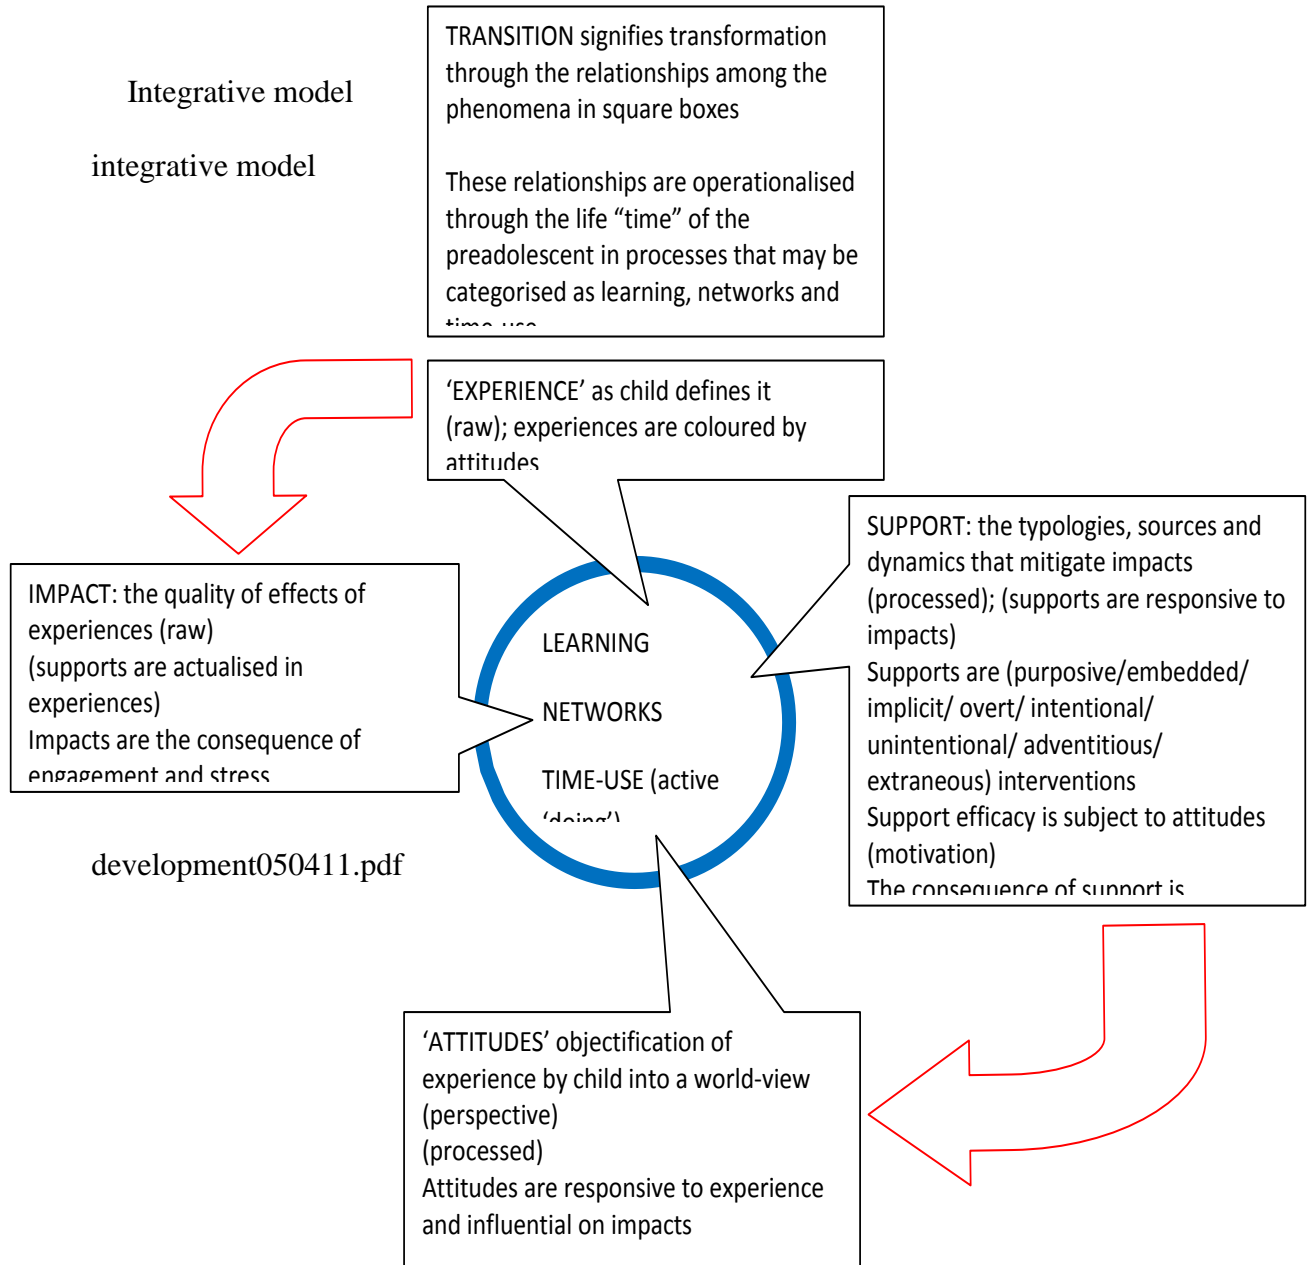 Integrative model
integrative model
TRANSITION signifies transformation
through the relationships among the
phenomena in square boxes
These relationships are operationalised
through the life “time” of the
preadolescent in processes that may be
categorised as learning, networks and
time-use
‘EXPERIENCE’ as child defines it
(raw); experiences are coloured by
attitudes
IMPACT: the quality of effects of
experiences (raw)
(supports are actualised in
experiences)
Impacts are the consequence of
engagement and stress
LEARNING
NETWORKS
TIME-USE (active
‘doing’)
SUPPORT: the typologies, sources and
dynamics that mitigate impacts
(processed); (supports are responsive to
impacts)
Supports are (purposive/embedded/
implicit/ overt/ intentional/
unintentional/ adventitious/
extraneous) interventions
Support efficacy is subject to attitudes
(motivation)
The consequence of support is
development050411.pdf
‘ATTITUDES’ objectification of
experience by child into a world-view
(perspective)
(processed)
Attitudes are responsive to experience
and influential on impacts